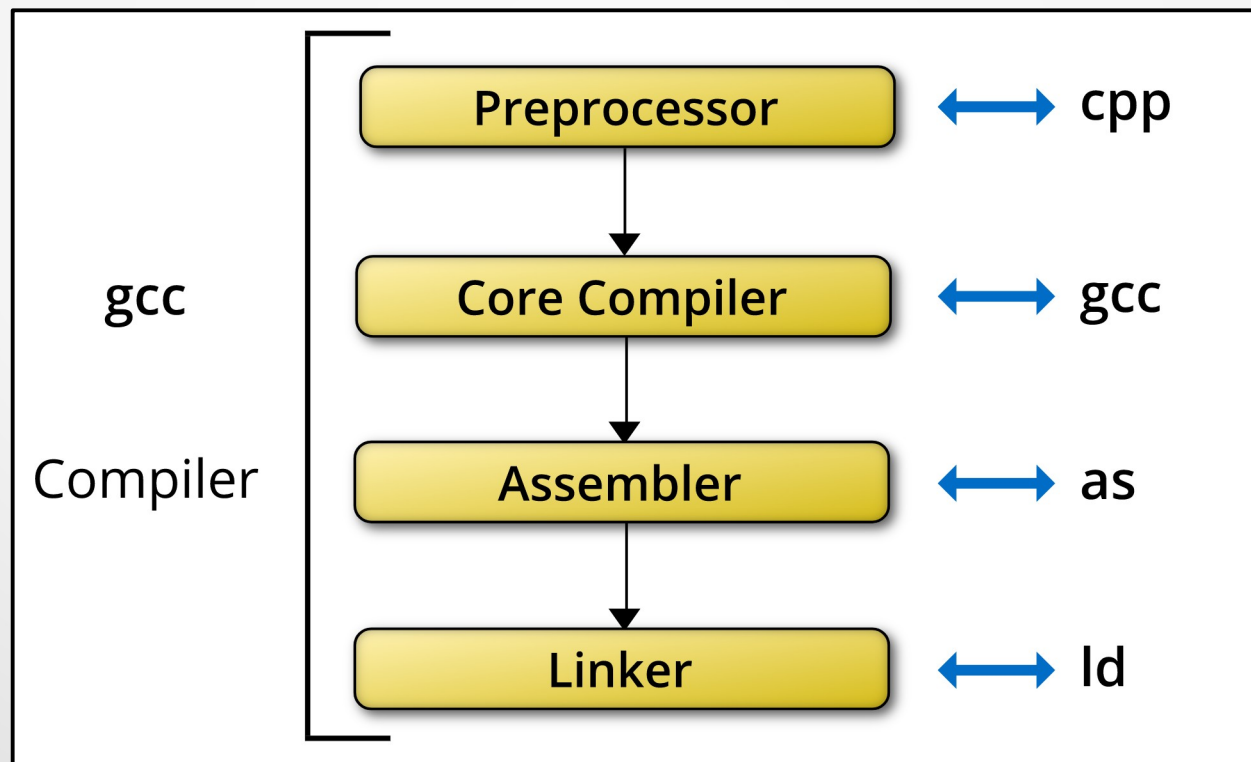 Preprocessor
cpp
gcc
Core Compiler
gcc
Compiler
Assembler
as
Linker
ld